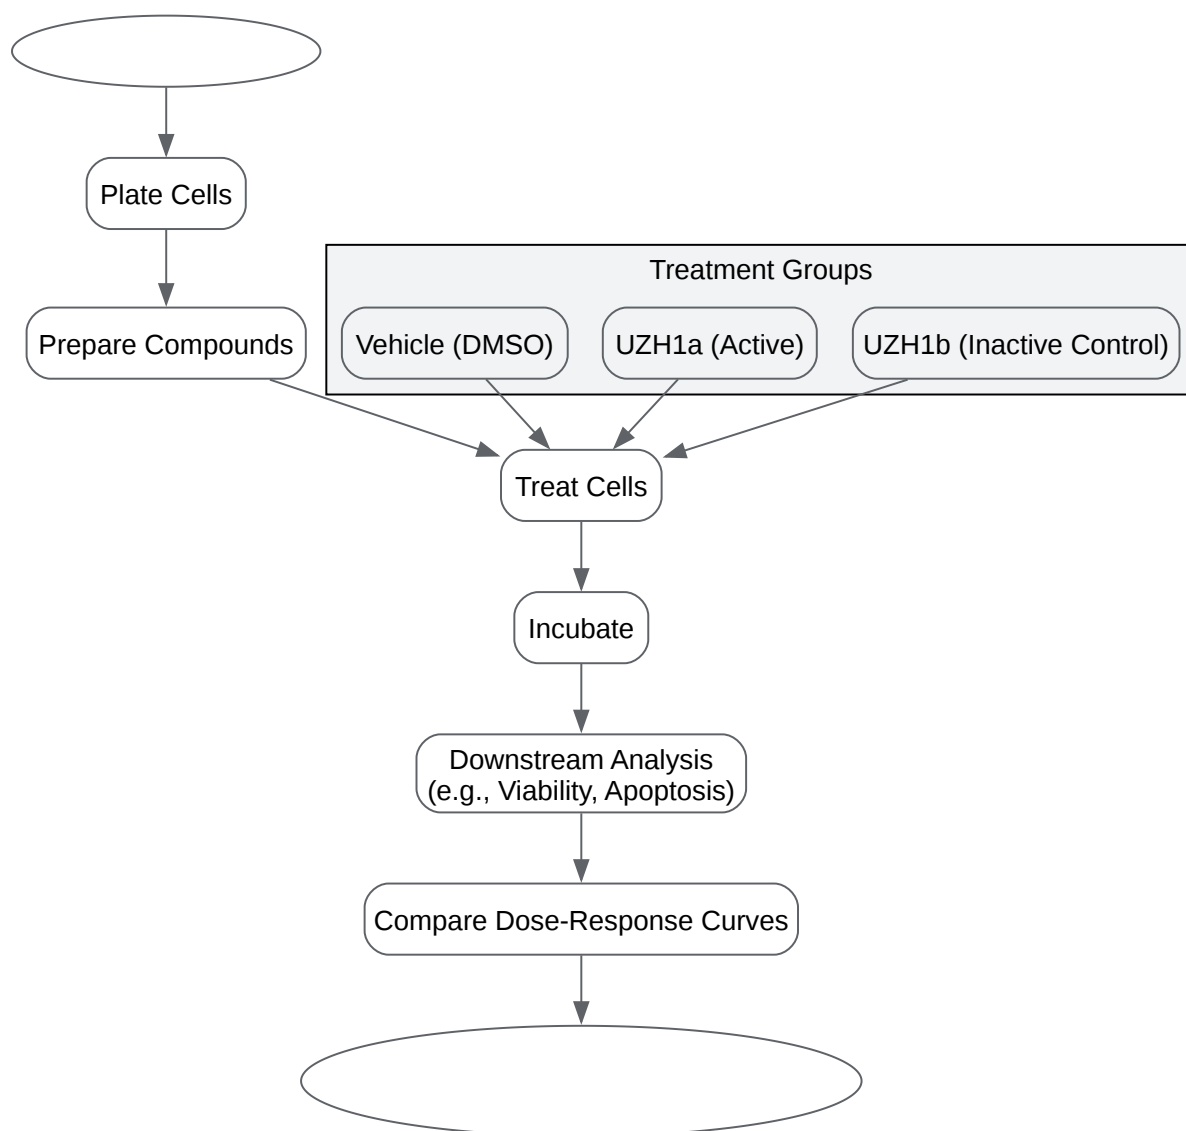 Plate Cells
Treatment Groups
Prepare Compounds
Vehicle (DMSO)
UZH1a (Active)
UZH1b (Inactive Control)
Treat Cells
Incubate
Downstream Analysis
(e.g., Viability, Apoptosis)
Compare Dose-Response Curves